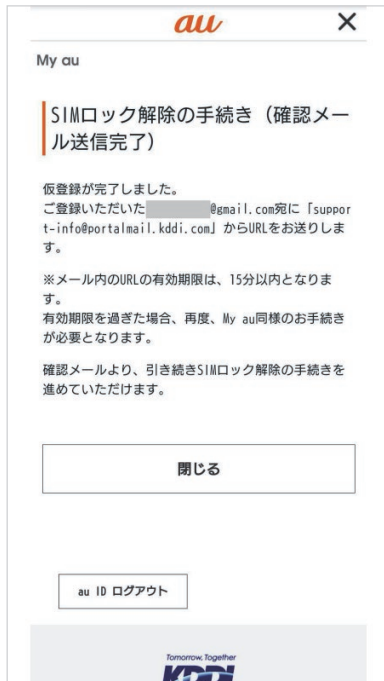 au
×
My au
SIMロック解除の手続き（確認メー
ル送信完了）
仮登録が完了しました。
ご登録いただいた @gmail.com宛に「suppor
t-info@portalmail.kddi.com」からURLをお送りしま
す。
※メール内のURLの有効期限は、15分以内となりま
す。
有効期限を過ぎた場合、再度、My au同様のお手続き
が必要となります。
確認メールより、引き続きSIMロック解除の手続きを
進めていただけます。
閉じる
au ID ログアウト
Tomorrow, Together
KDDI